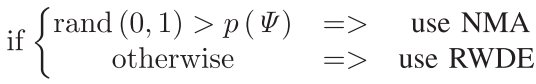 if { rand (0, 1) > p (Ψ) => use NMA
otherwise => use RWDE